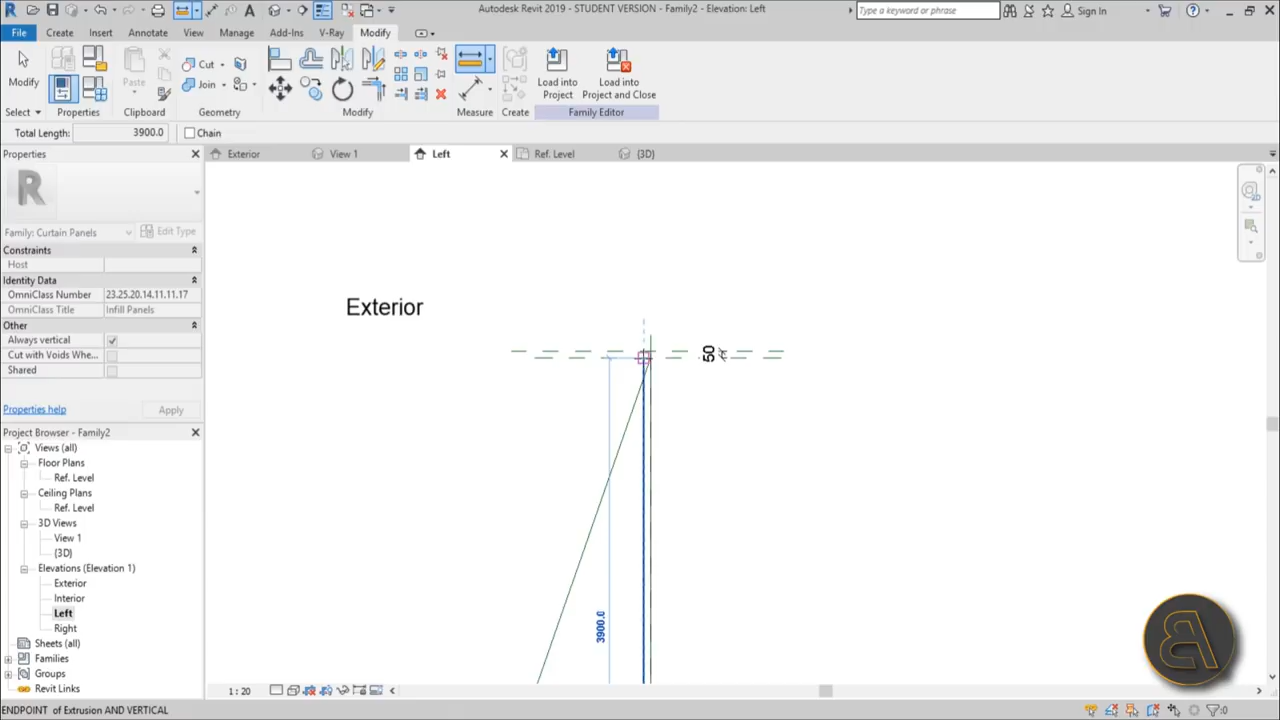 Autodesk Revit 2019 - STUDENT VERSION - Family2 - Elevation: Left
Type a keyword or phrase
Sign In
File
Create
Insert
Annotate
View
Manage
Add-Ins
V-Ray
Modify
Modify
Cut
Join
Load into
Project
Load into
Project and Close
Select
Properties
Clipboard
Geometry
Modify
Measure
Create
Family Editor
Total Length:
3900.0
Chain
Properties
Exterior
View 1
Left
Ref. Level
{3D}
Family: Curtain Panels
Edit Type
Constraints
Host
Identity Data
OmniClass Number
23.25.20.14.11.11.17
OmniClass Title
Infill Panels
Other
Always vertical
Cut with Voids Whe...
Shared
Properties help
Apply
Project Browser - Family2
Views (all)
Floor Plans
Ref. Level
Ceiling Plans
Ref. Level
3D Views
View 1
{3D}
Elevations (Elevation 1)
Exterior
Interior
Left
Right
Sheets (all)
Families
Groups
Revit Links
Exterior
50
3900.0
1 : 20
ENDPOINT of Extrusion AND VERTICAL
:0